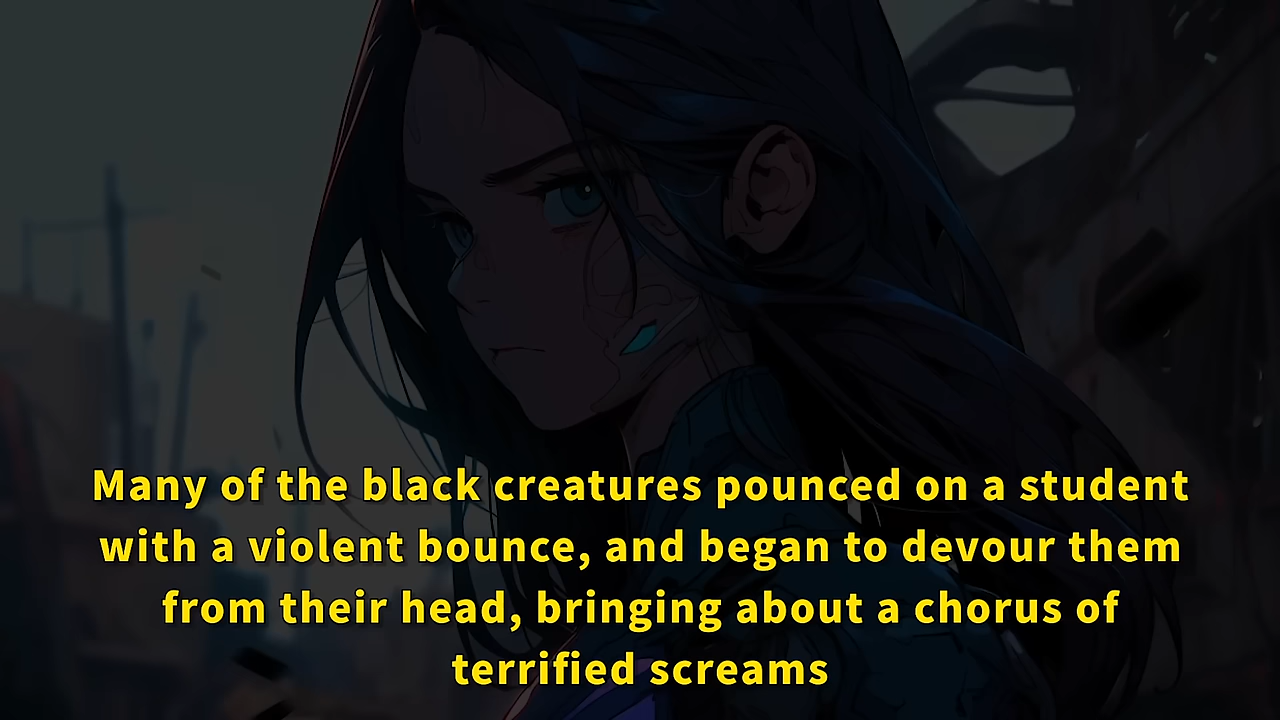 Many of the black creatures pounced on a student
with a violent bounce, and began to devour them
from their head, bringing about a chorus of
terrified screams